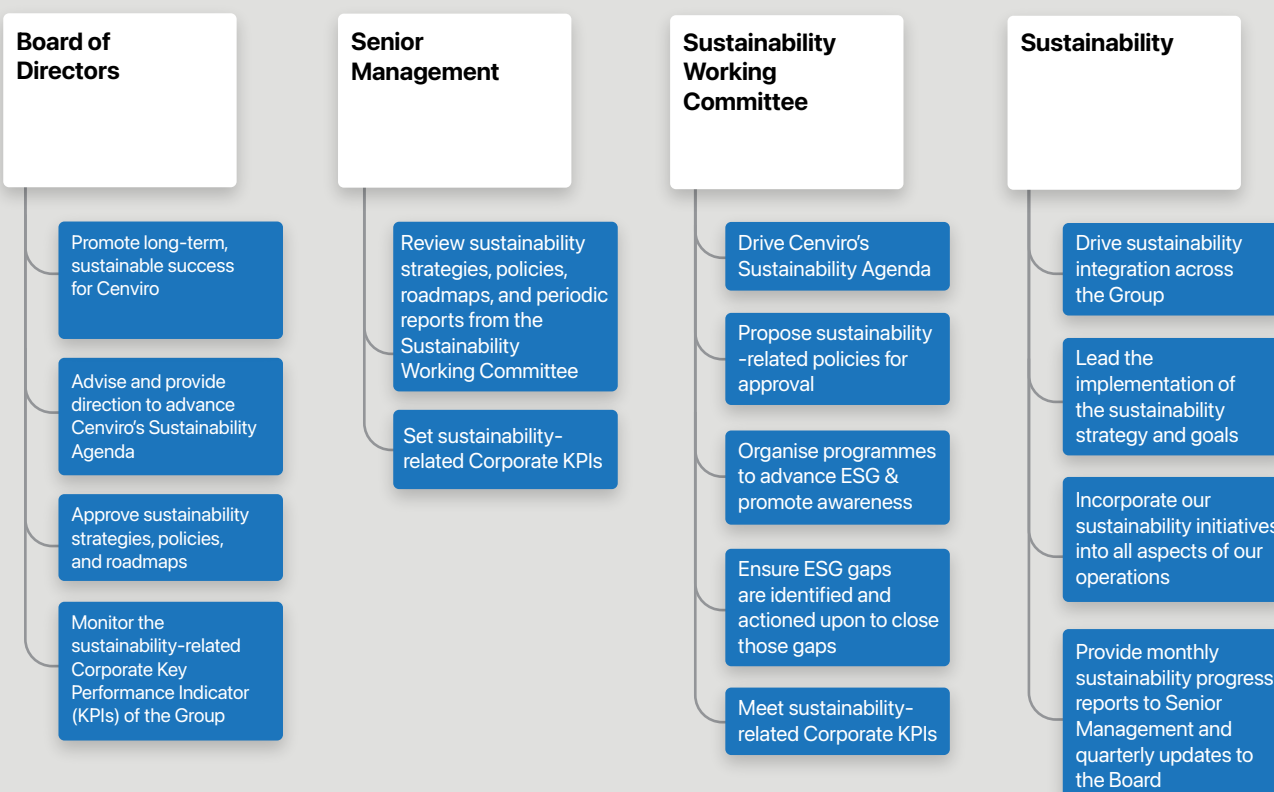 Board of
Directors
Promote long-term,
sustainable success
for Cenviro
Advise and provide
direction to advance
Cenviro's Sustainability
Agenda
Approve sustainability
strategies, policies,
and roadmaps
Monitor the
sustainability-related
Corporate Key
Performance Indicator
(KPIs) of the Group
Senior
Management
Review sustainability
strategies, policies,
roadmaps, and periodic
reports from the
Sustainability
Working Committee
Set sustainability-
related Corporate KPIs
Sustainability
Working
Committee
Drive Cenviro's
Sustainability Agenda
Propose sustainability
-related policies for
approval
Organise programmes
to advance ESG &
promote awareness
Ensure ESG gaps
are identified and
actioned upon to close
those gaps
Meet sustainability-
related Corporate KPIs
Sustainability
Drive sustainability
integration across
the Group
Lead the
implementation of
the sustainability
strategy and goals
Incorporate our
sustainability initiatives
into all aspects of our
operations
Provide monthly
sustainability progress
reports to Senior
Management and
quarterly updates to
the Board